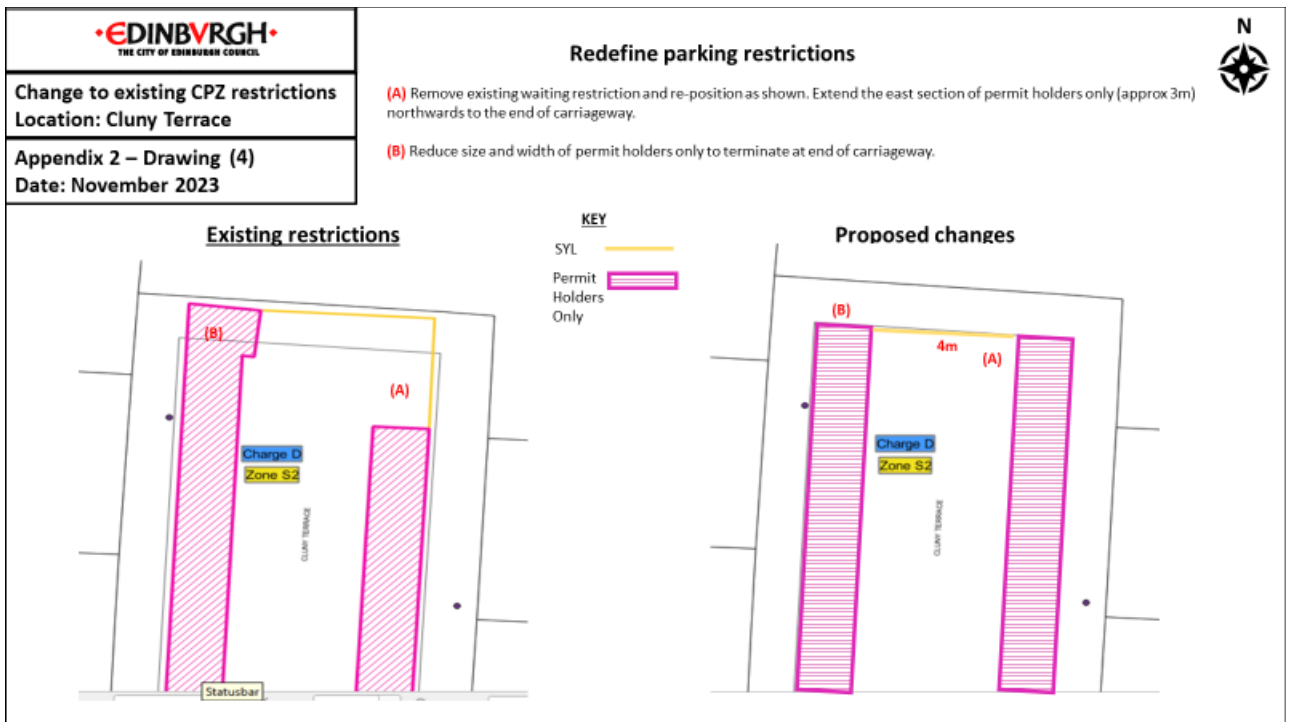 EDINBVRGH
THE CITY OF EDINBURGH COUNCIL
Change to existing CPZ restrictions
Location: Cluny Terrace
Appendix 2 – Drawing (4)
Date: November 2023
Redefine parking restrictions
N
(A) Remove existing waiting restriction and re-position as shown. Extend the east section of permit holders only (approx 3m)
northwards to the end of carriageway.
(B) Reduce size and width of permit holders only to terminate at end of carriageway.
Existing restrictions
KEY
SYL
Permit
Holders
Only
Proposed changes
(B)
(A)
Charge D
Zone S2
CLUNY TERRACE
Statusbar
(B)
4m
(A)
Charge D
Zone S2
CLUNY TERRACE